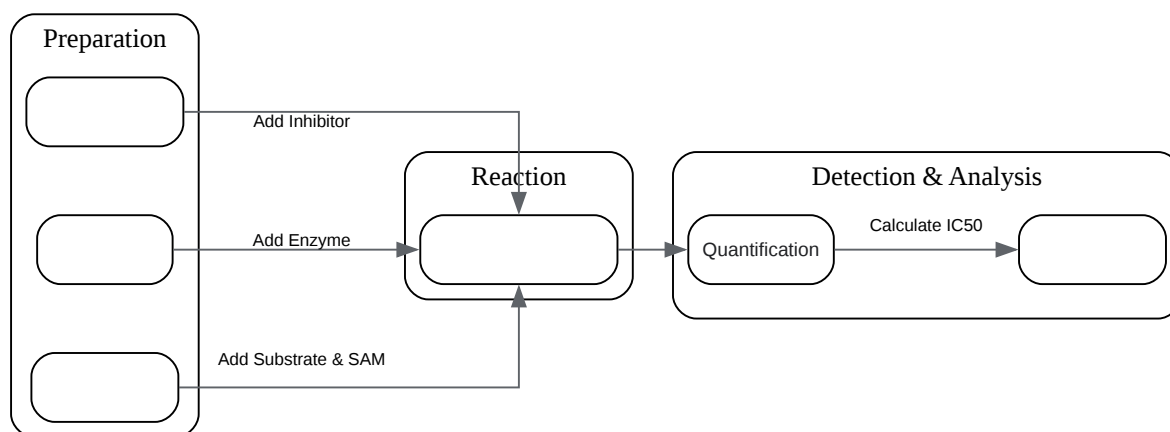 Preparation
Add Inhibitor
Reaction
Detection & Analysis
Add Enzyme
Quantification
Calculate IC50
Add Substrate & SAM